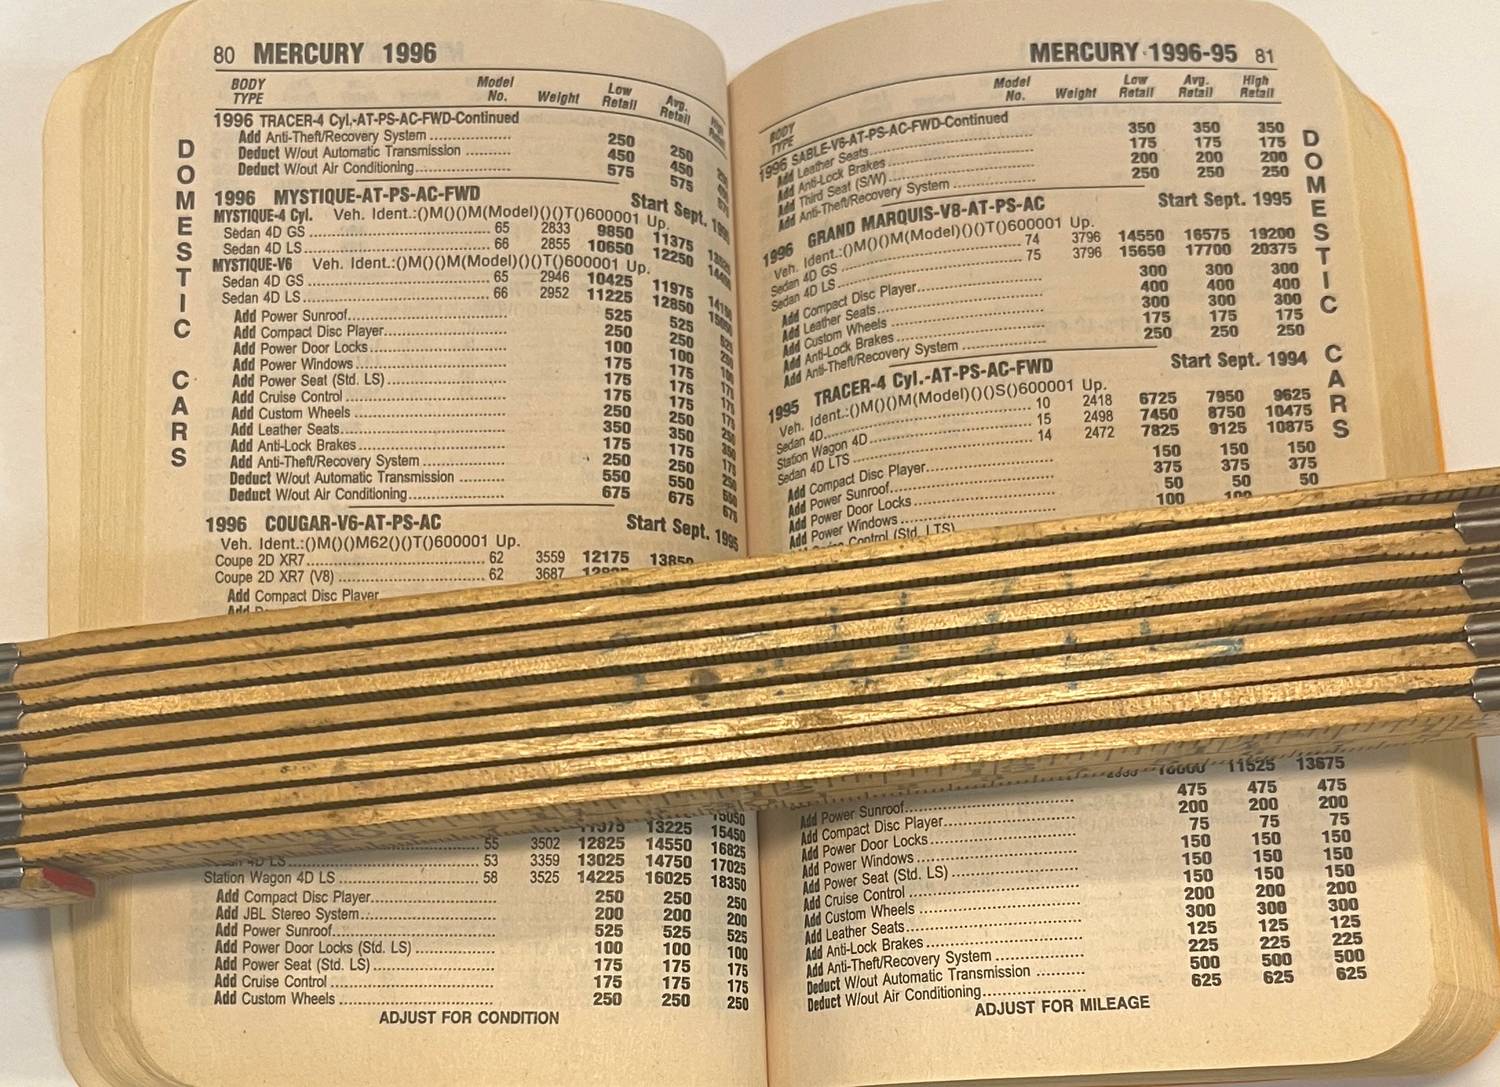 80 MERCURY 1996
BODY TYPE Model No. Weight Low Retail Avg. Retail
DOMESTIC CARS
1996 TRACER-4 Cyl.-AT-PS-AC-FWD-Continued
Add Anti-Theft/Recovery System 250 250
Deduct W/out Automatic Transmission 450 450
Deduct W/out Air Conditioning 575 575
1996 MYSTIQUE-AT-PS-AC-FWD Start Sept.
MYSTIQUE-4 Cyl. Veh. Ident.:()M()()M(Model)()()T()600001 Up.
Sedan 4D GS 65 2833 9850 11375
Sedan 4D LS 66 2855 10650 12250
MYSTIQUE-V6 Veh. Ident.:()M()()M(Model)()()T()600001 Up.
Sedan 4D GS 65 2946 10425 11975
Sedan 4D LS 66 2952 11225 12850
Add Power Sunroof 525 525
Add Compact Disc Player 250 250
Add Power Door Locks 100 100 100
Add Power Windows 175 175 175
Add Power Seat (Std. LS) 175 175 175
Add Cruise Control 175 175 175
Add Custom Wheels 250 250 250
Add Leather Seats 350 350 350
Add Anti-Lock Brakes 175 175 175
Add Anti-Theft/Recovery System 250 250 250
Deduct W/out Automatic Transmission 550 550 550
Deduct W/out Air Conditioning 675 675 675
1996 COUGAR-V6-AT-PS-AC Start Sept. 1995
Veh. Ident.:()M()()M62()()T()600001 Up.
Coupe 2D XR7 62 3559 12175 13850
Coupe 2D XR7 (V8) 62 3687
Add Compact Disc Player
Add
13225 15450
55 3502 12825 14550 16825
4D LS 53 3359 13025 14750 17025
Station Wagon 4D LS 58 3525 14225 16025 18350
Add Compact Disc Player 250 250 250
Add JBL Stereo System 200 200 200
Add Power Sunroof 525 525 525
Add Power Door Locks (Std. LS) 100 100 100
Add Power Seat (Std. LS) 175 175 175
Add Cruise Control 175 175 175
Add Custom Wheels 250 250 250
ADJUST FOR CONDITION
MERCURY 1996-95 81
BODY TYPE Model No. Weight Low Retail Avg. Retail High Retail
DOMESTIC CARS
1996 SABLE-V6-AT-PS-AC-FWD-Continued
Add Leather Seats 350 350 350
Add Anti-Lock Brakes 175 175 175
Add Third Seat (S/W) 200 200 200
Add Anti-Theft/Recovery System 250 250 250
1996 GRAND MARQUIS-V8-AT-PS-AC Start Sept. 1995
Veh. Ident.:()M()()M(Model)()()T()600001 Up.
Sedan 4D GS 74 3796 14550 16575 19200
Sedan 4D LS 75 3796 15650 17700 20375
Add Compact Disc Player 300 300 300
Add Leather Seats 400 400 400
Add Custom Wheels 300 300 300
Add Anti-Lock Brakes 175 175 175
Add Anti-Theft/Recovery System 250 250 250
1995 TRACER-4 Cyl.-AT-PS-AC-FWD Start Sept. 1994
Veh. Ident.:()M()()M(Model)()()S()600001 Up.
Sedan 4D 10 2418 6725 7950 9625
Station Wagon 4D 15 2498 7450 8750 10475
Sedan 4D LTS 14 2472 7825 9125 10875
Add Compact Disc Player 150 150 150
Add Power Sunroof 375 375 375
Add Power Door Locks 50 50 50
Add Power Windows 100 100
Control (Std. LTS)
11525 13675
Add Power Sunroof 475 475 475
Add Compact Disc Player 200 200 200
Add Power Door Locks 75 75 75
Add Power Windows 150 150 150
Add Power Seat (Std. LS) 150 150 150
Add Cruise Control 150 150 150
Add Custom Wheels 200 200 200
Add Leather Seats 300 300 300
Add Anti-Lock Brakes 125 125 125
Add Anti-Theft/Recovery System 225 225 225
Deduct W/out Automatic Transmission 500 500 500
Deduct W/out Air Conditioning 625 625 625
ADJUST FOR MILEAGE